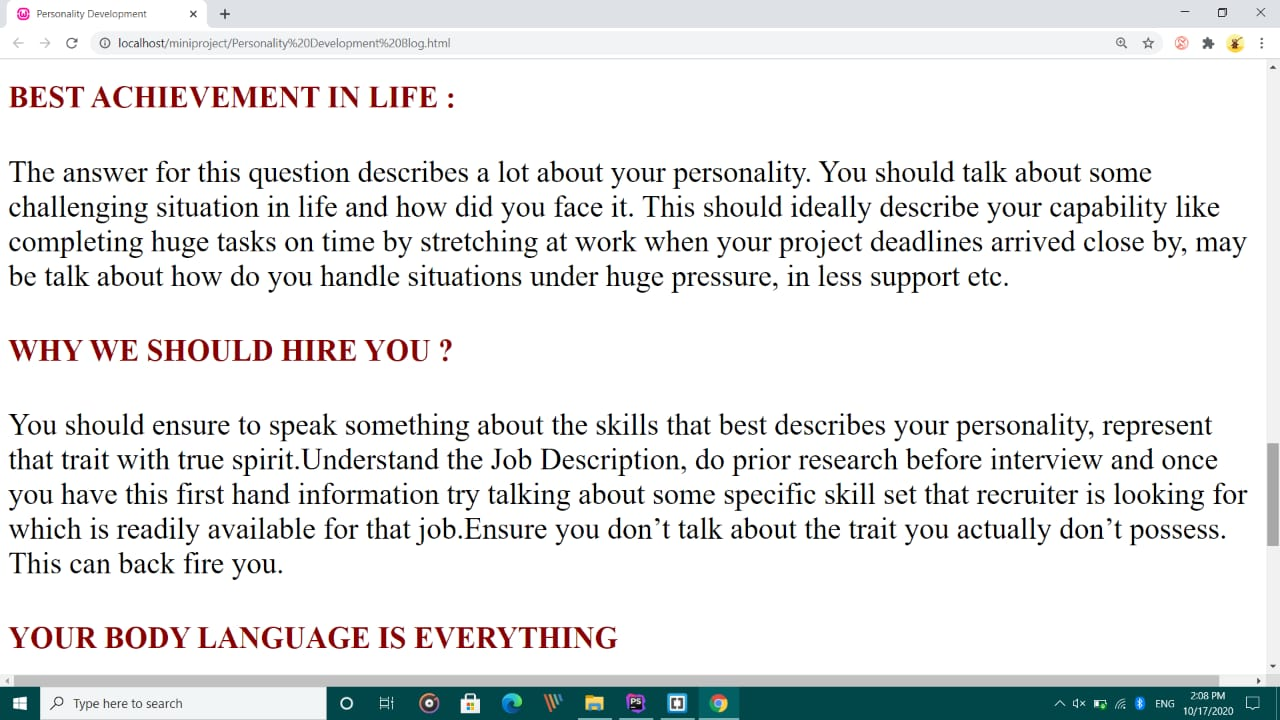 Personality Development
localhost/miniproject/Personality%20Development%20Blog.html
BEST ACHIEVEMENT IN LIFE :
The answer for this question describes a lot about your personality. You should talk about some
challenging situation in life and how did you face it. This should ideally describe your capability like
completing huge tasks on time by stretching at work when your project deadlines arrived close by, may
be talk about how do you handle situations under huge pressure, in less support etc.
WHY WE SHOULD HIRE YOU ?
You should ensure to speak something about the skills that best describes your personality, represent
that trait with true spirit.Understand the Job Description, do prior research before interview and once
you have this first hand information try talking about some specific skill set that recruiter is looking for
which is readily available for that job.Ensure you don’t talk about the trait you actually don’t possess.
This can back fire you.
YOUR BODY LANGUAGE IS EVERYTHING
Type here to search
PS
ENG
2:08 PM
10/17/2020